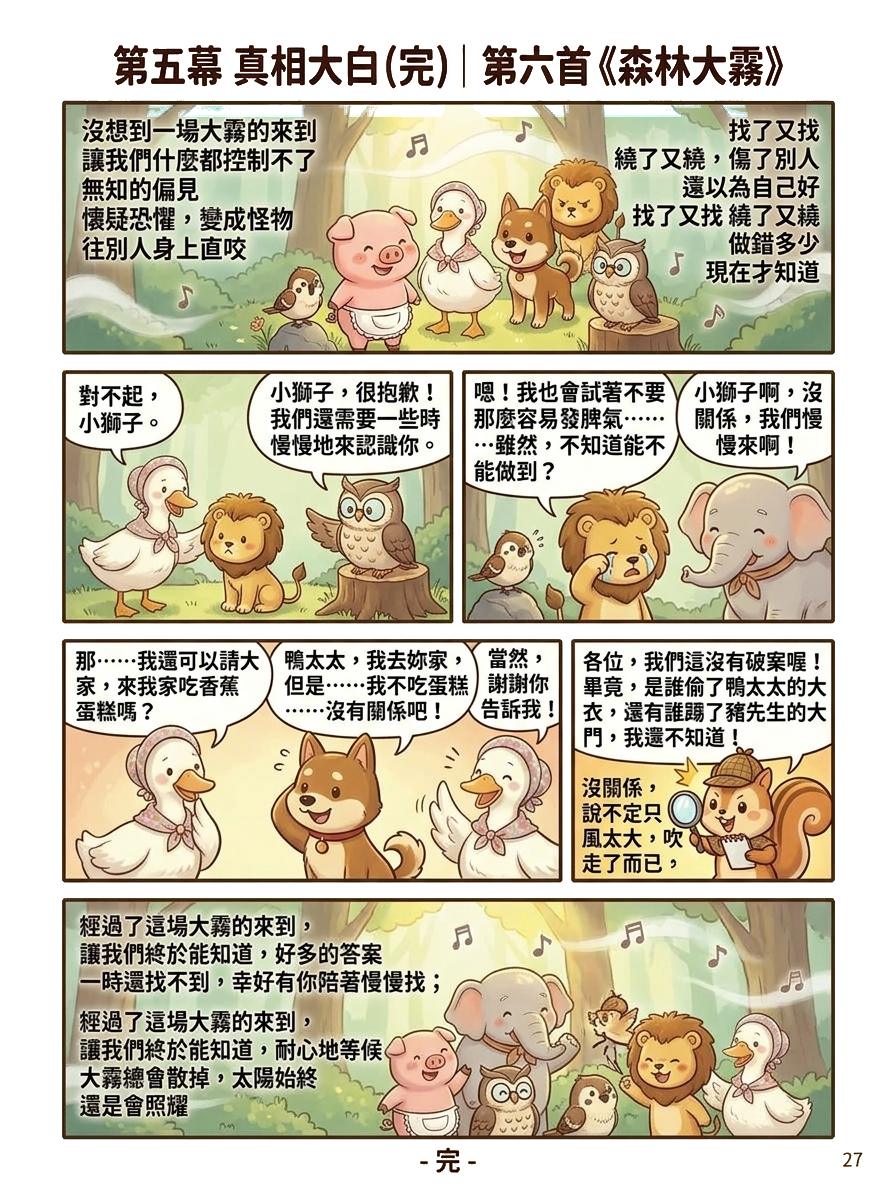 第五幕 真相大白(完)│第六首《森林大霧》
沒想到一場大霧的來到
讓我們什麼都控制不了
無知的偏見
懷疑恐懼，變成怪物
往別人身上直咬
找了又找
繞了又繞，傷了別人
還以為自己好
找了又找 繞了又繞
做錯多少
現在才知道
對不起，
小獅子。
小獅子，很抱歉！
我們還需要一些時
慢慢地來認識你。
嗯！我也會試著不要
那麼容易發脾氣……
…雖然，不知道能不
能做到？
小獅子啊，沒
關係，我們慢
慢來啊！
那……我還可以請大
家，來我家吃香蕉
蛋糕嗎？
鴨太太，我去妳家，
但是……我不吃蛋糕
……沒有關係吧！
當然，
謝謝你
告訴我！
各位，我們這沒有破案喔！
畢竟，是誰偷了鴨太太的大
衣，還有誰踢了豬先生的大
門，我還不知道！
沒關係，
說不定只
風太大，吹
走了而已，
經過了這場大霧的來到，
讓我們終於能知道，好多的答案
一時還找不到，幸好有你陪著慢慢找；
經過了這場大霧的來到，
讓我們終於能知道，耐心地等候
大霧總會散掉，太陽始終
還是會照耀
- 完 -
27